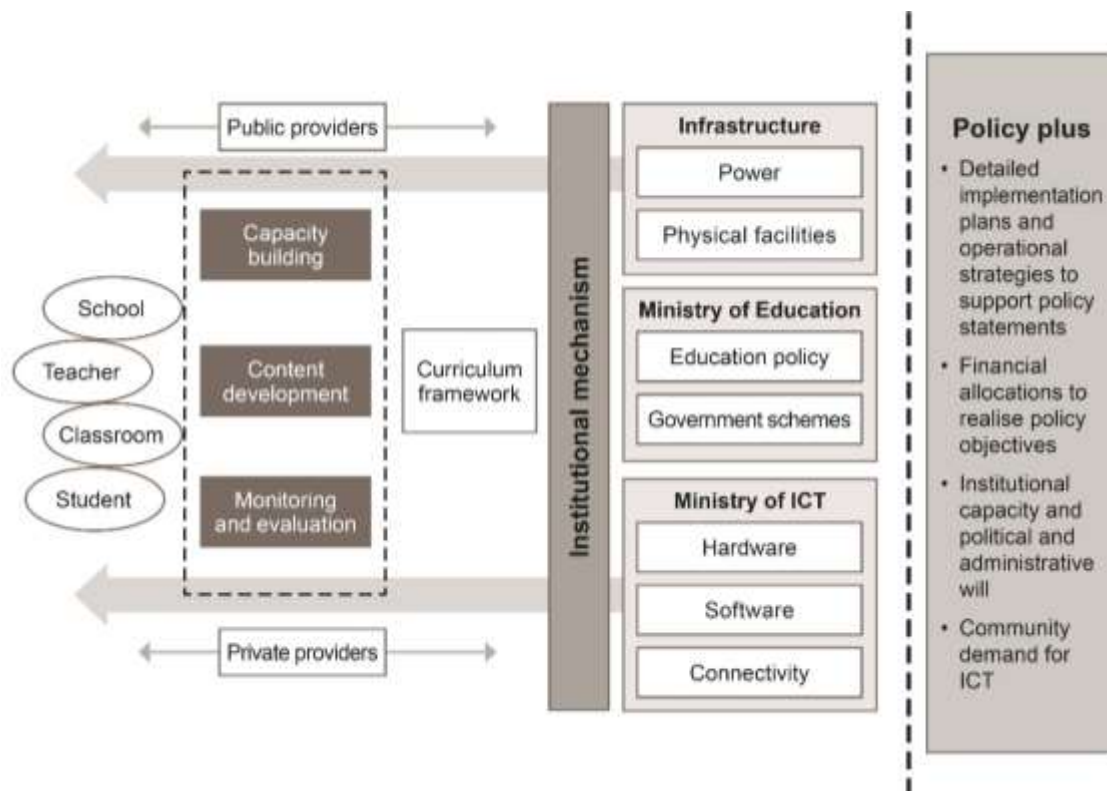 Public providers
Capacity
building
School
Teacher
Content
development
Classroom
Student
Monitoring
and evaluation
Private providers
Curriculum
framework
Institutional mechanism
Infrastructure
Power
Physical facilities
Ministry of Education
Education policy
Government schemes
Ministry of ICT
Hardware
Software
Connectivity
Policy plus
• Detailed
implementation
plans and
operational
strategies to
support policy
statements
• Financial
allocations to
realise policy
objectives
• Institutional
capacity and
political and
administrative
will
• Community
demand for
ICT